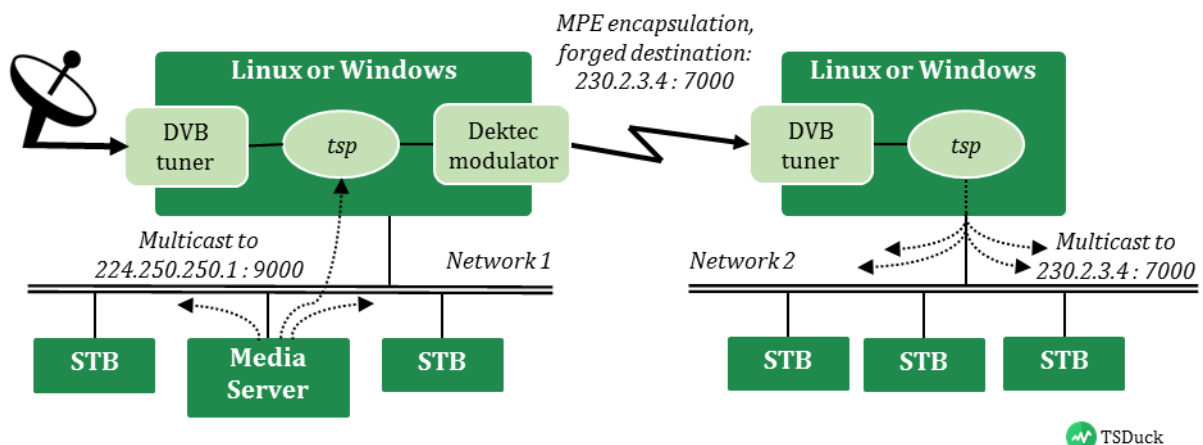 MPE encapsulation,
forged destination:
230.2.3.4 : 7000
Linux or Windows
DVB
tuner
tsp
Dektec
modulator
Linux or Windows
DVB
tuner
tsp
Multicast to
224.250.250.1 : 9000
Network 1
Network 2
Multicast to
230.2.3.4 : 7000
STB
Media
Server
STB
STB
STB
STB
TSDuck